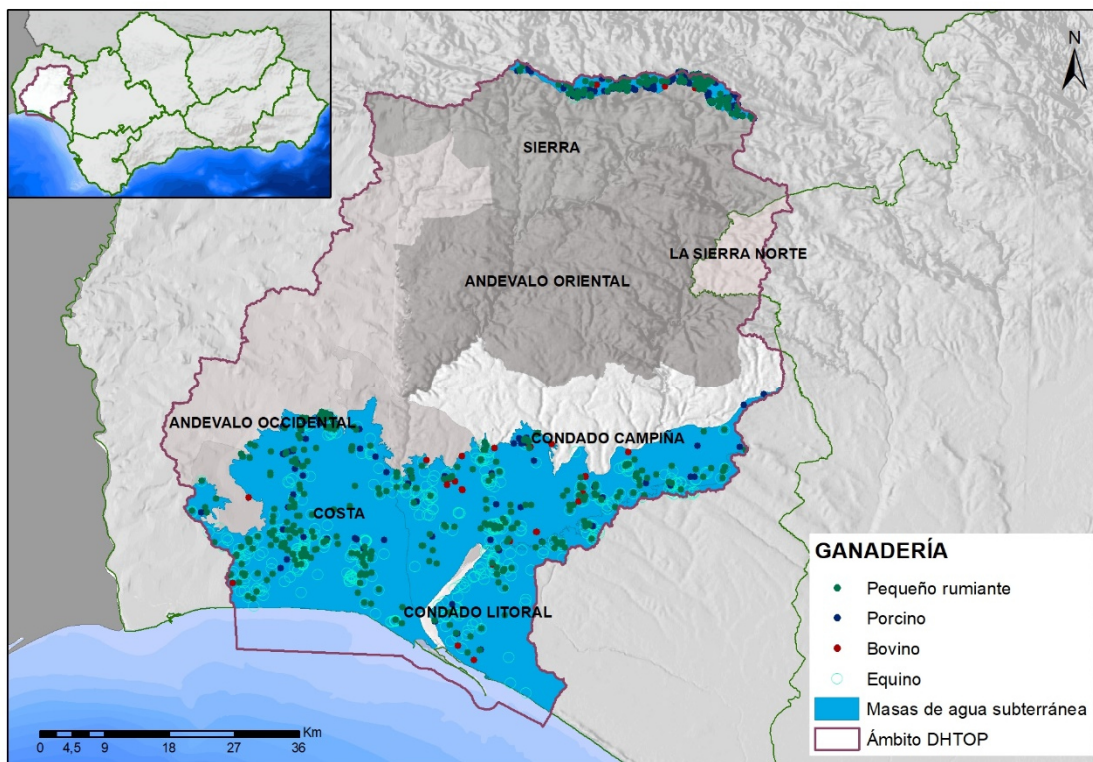 N
SIERRA
LA SIERRA NORTE
ANDEVALO ORIENTAL
ANDEVALO OCCIDENTAL
CONDADO CAMPIÑA
COSTA
CONDADO LITORAL
GANADERÍA
Pequeño rumiante
Porcino
Bovino
Equino
Masas de agua subterránea
Ámbito DHTOP
Km
0 4,5 9 18 27 36